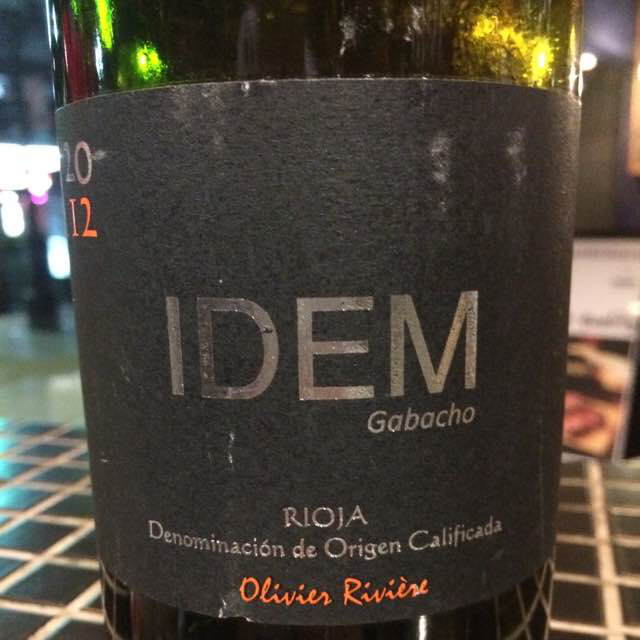 20
12
IDEM
Gabacho
RIOJA
Denominación de Origen Calificada
Olivier Rivière